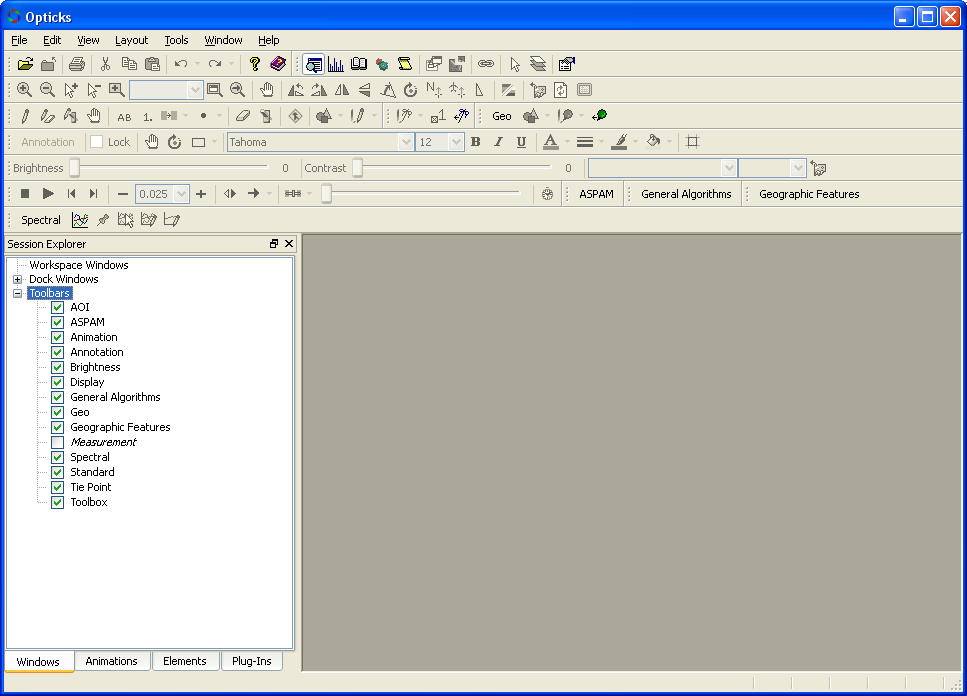 Opticks
File Edit View Layout Tools Window Help
AB 1. 1 Geo
Annotation Lock Tahoma 12 B I U A
Brightness 0 Contrast 0
0.025 ASPAM General Algorithms Geographic Features
Spectral
Session Explorer
Workspace Windows
Dock Windows
Toolbars
AOI
ASPAM
Animation
Annotation
Brightness
Display
General Algorithms
Geo
Geographic Features
Measurement
Spectral
Standard
Tie Point
Toolbox
Windows Animations Elements Plug-Ins